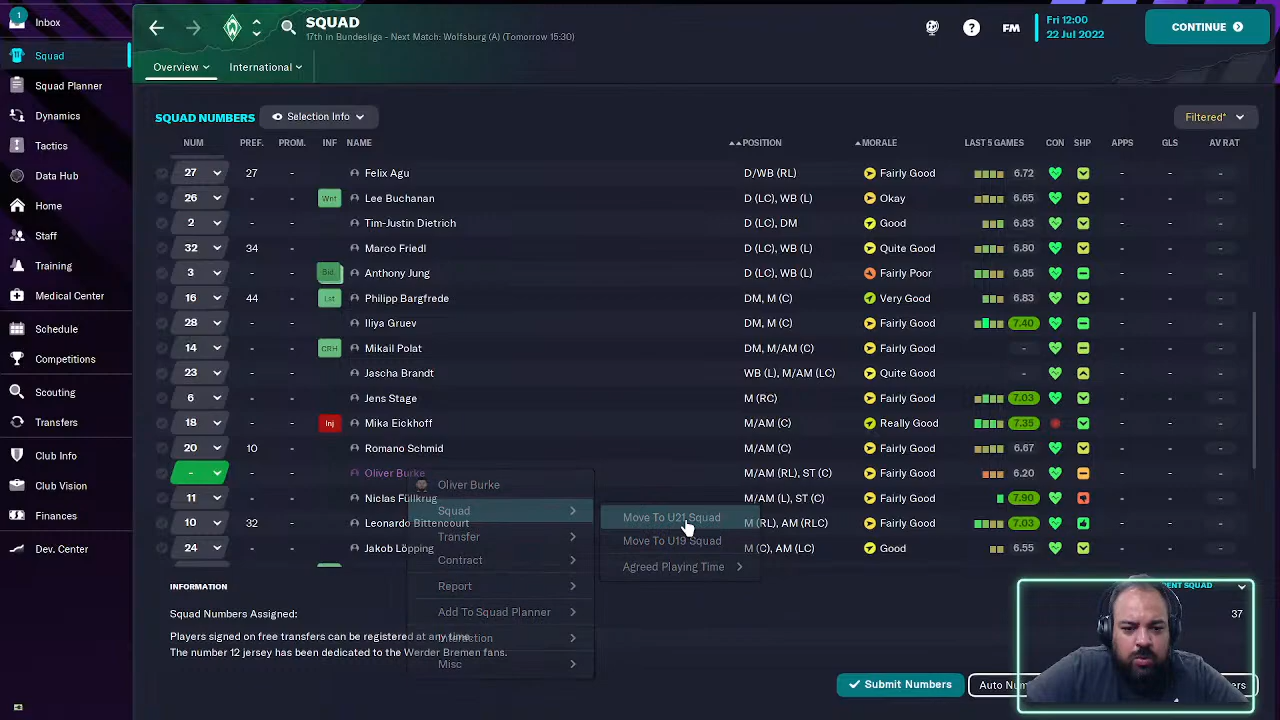 1
Inbox
Squad
Squad Planner
Dynamics
Tactics
Data Hub
Home
Staff
Training
Medical Center
Schedule
Competitions
Scouting
Transfers
Club Info
Club Vision
Finances
Dev. Center
SQUAD
17th in Bundesliga - Next Match: Wolfsburg (A) (Tomorrow 15:30)
FM
Fri 12:00
22 Jul 2022
CONTINUE
Overview
International
SQUAD NUMBERS
Selection Info
Filtered*
NUM PREF. PROM. INF NAME POSITION MORALE LAST 5 GAMES CON SHP APPS GLS AV RAT
27 27 - Felix Agu D/WB (RL) Fairly Good 6.72 - - -
26 - - Wnt Lee Buchanan D (LC), WB (L) Okay 6.65 - - -
2 - - Tim-Justin Dietrich D (LC), DM Good 6.83 - - -
32 34 - Marco Friedl D (LC), WB (L) Quite Good 6.80 - - -
3 - - Bid Anthony Jung D (LC), WB (L) Fairly Poor 6.85 - - -
16 44 - Lst Philipp Bargfrede DM, M (C) Very Good 6.83 - - -
28 - - Iliya Gruev DM, M (C) Fairly Good 7.40 - - -
14 - - CRH Mikail Polat DM, M/AM (C) Fairly Good - - - -
23 - - Jascha Brandt WB (L), M/AM (LC) Quite Good - - - -
6 - - Jens Stage M (RC) Fairly Good 7.03 - - -
18 - - Inj Mika Eickhoff M/AM (C) Really Good 7.35 - - -
20 10 - Romano Schmid M/AM (C) Fairly Good 6.67 - - -
- - - Oliver Burke M/AM (RL), ST (C) Fairly Good 6.20 - - -
11 - Niclas Füllkrug M/AM (L), ST (C) Fairly Good 7.90 - - -
10 32 - Leonardo Bittencourt M (RL), AM (RLC) Fairly Good 7.03 - - -
24 - - Jakob Löpping M (C), AM (LC) Good 6.55 - - -
Oliver Burke
Squad
Transfer
Contract
Report
Add To Squad Planner
Interaction
Misc
Move To U21 Squad
Move To U19 Squad
Agreed Playing Time
INFORMATION
Squad Numbers Assigned:
Players signed on free transfers can be registered at any time.
The number 12 jersey has been dedicated to the Werder Bremen fans.
SQUAD
37
Submit Numbers
Auto